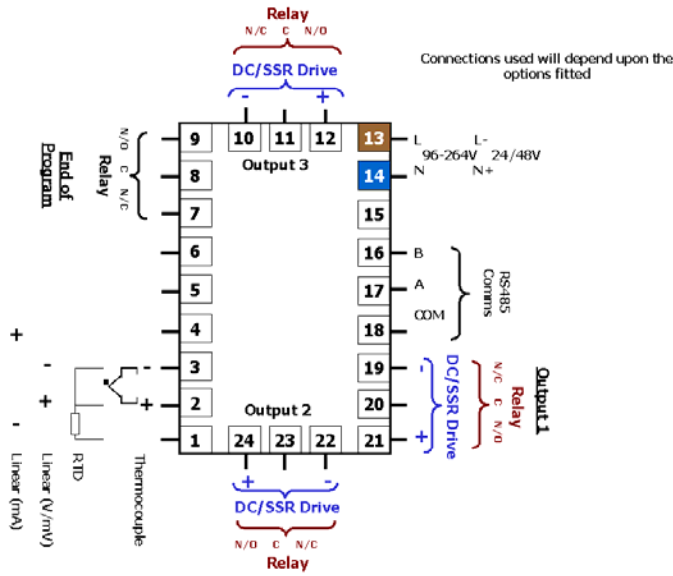 Relay
N/C C N/O
DC/SSR Drive
- +
Connections used will depend upon the
options fitted
9 10 11 12 13 L L-
Output 3
96-264V 24/48V
8 14 N N+
7 15
N/O C N/C
Relay
End of
Program
6 16 B
5 17 A
4 18 COM
RS485
Comms
3 - 19 -
2 + 20
1 21 +
Output 2
24 23 22
DC/SSR Drive
N/C C N/O
Relay
Output 1
+ -
DC/SSR Drive
N/O C N/C
Relay
Thermocouple
RTD
- +
Linear (V/mV)
+ -
Linear (mA)